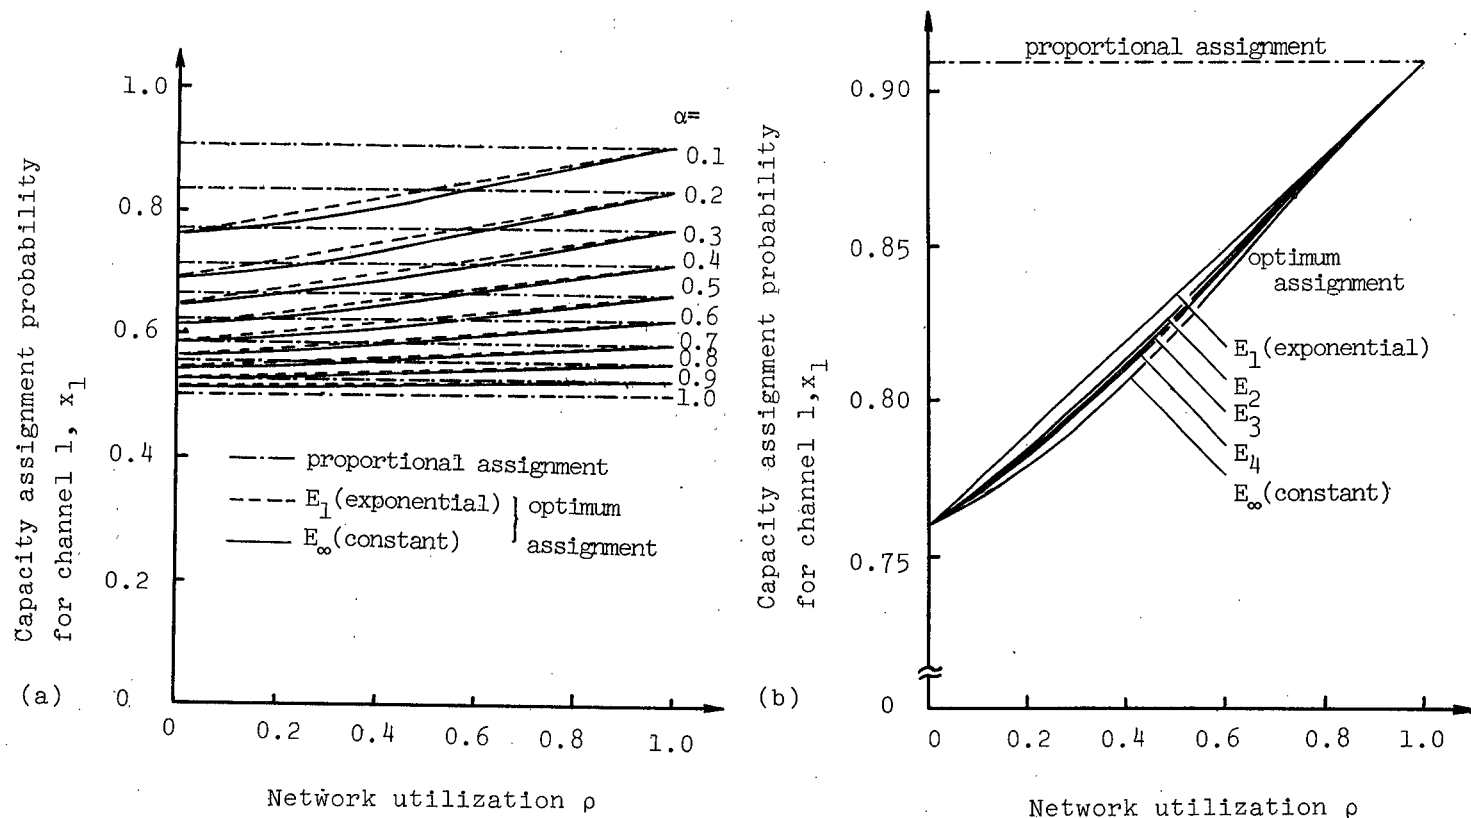 1.0
0.8
0.6
0.4
0.2
0
Capacity assignment probability
for channel 1, x1
α=
0.1
0.2
0.3
0.4
0.5
0.6
0.7
0.8
0.9
1.0
proportional assignment
E1(exponential)
E∞(constant)
optimum
assignment
(a)
0 0.2 0.4 0.6 0.8 1.0
Network utilization ρ
proportional assignment
0.90
0.85
0.80
0.75
0
Capacity assignment probability
for channel 1,x1
optimum
assignment
E1(exponential)
E2
E3
E4
E∞(constant)
(b)
0 0.2 0.4 0.6 0.8 1.0
Network utilization ρ